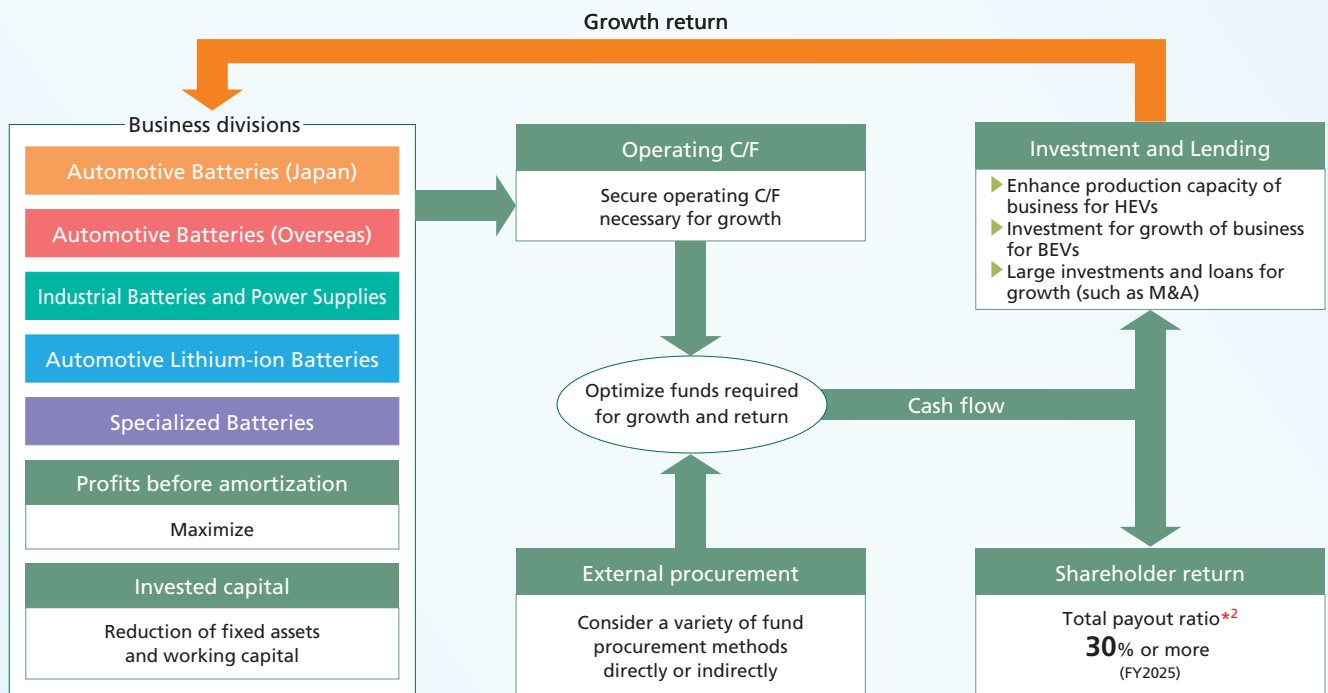 Growth return
Business divisions
Automotive Batteries (Japan)
Automotive Batteries (Overseas)
Industrial Batteries and Power Supplies
Automotive Lithium-ion Batteries
Specialized Batteries
Profits before amortization
Maximize
Invested capital
Reduction of fixed assets
and working capital
Operating C/F
Secure operating C/F
necessary for growth
Optimize funds required
for growth and return
External procurement
Consider a variety of fund
procurement methods
directly or indirectly
Cash flow
Investment and Lending
Enhance production capacity of
business for HEVs
Investment for growth of business
for BEVs
Large investments and loans for
growth (such as M&A)
Shareholder return
Total payout ratio*2
30% or more
(FY2025)